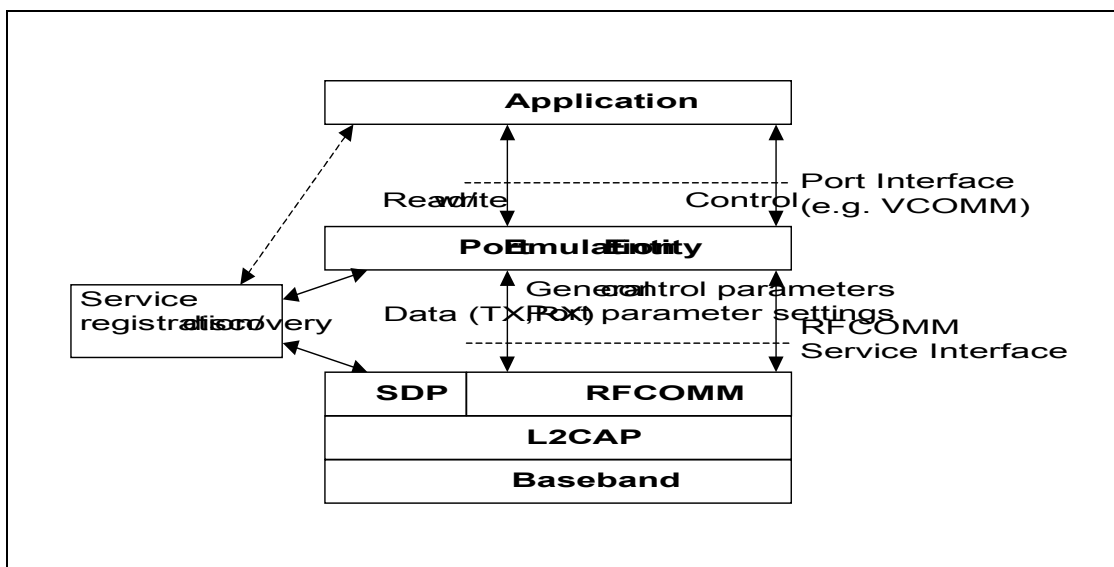 Application
Port Interface
Read/write
Control
(e.g. VCOMM)
Port Emulation Entity
General control parameters
Service
registration/discovery
Data (TX/RX)
Port parameter settings
RFCOMM
Service Interface
SDP
RFCOMM
L2CAP
Baseband